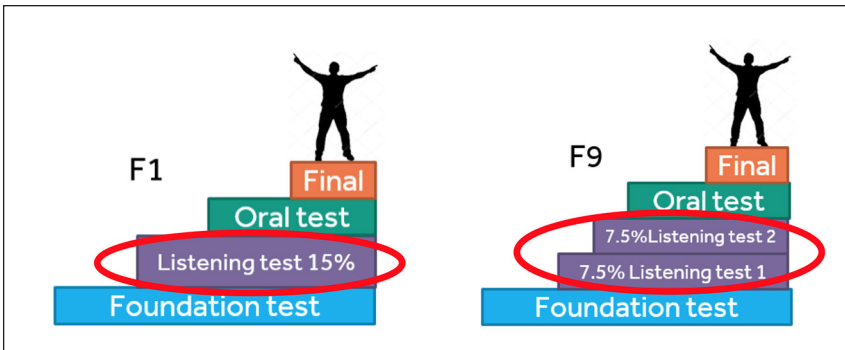 F1
Final
Oral test
Listening test 15%
Foundation test
F9
Final
Oral test
7.5%Listening test 2
7.5% Listening test 1
Foundation test